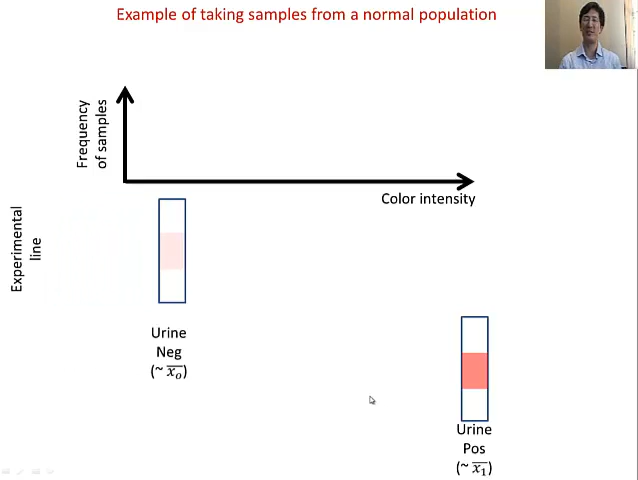 Example of taking samples from a normal population
Frequency
of samples
Color intensity
Experimental
line
Urine
Neg
(~ x̅ₒ)
Urine
Pos
(~ x̅₁)